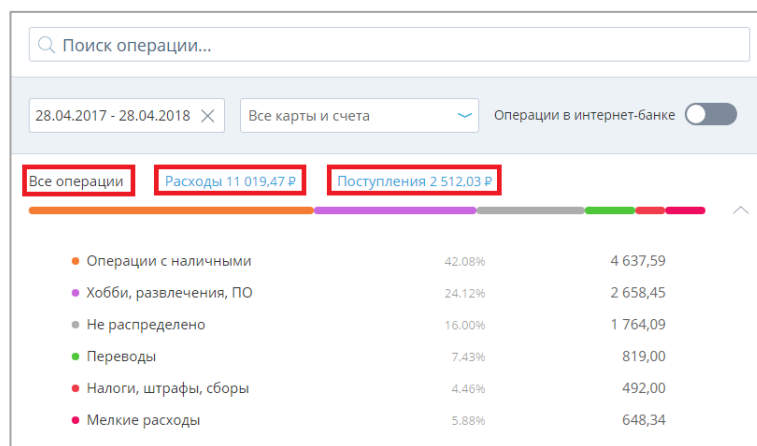 Поиск операции...
28.04.2017 - 28.04.2018 Все карты и счета Операции в интернет-банке
Все операции Расходы 11 019,47 ₽ Поступления 2 512,03 ₽
Операции с наличными 42.08% 4 637,59
Хобби, развлечения, ПО 24.12% 2 658,45
Не распределено 16.00% 1 764,09
Переводы 7.43% 819,00
Налоги, штрафы, сборы 4.46% 492,00
Мелкие расходы 5.88% 648,34